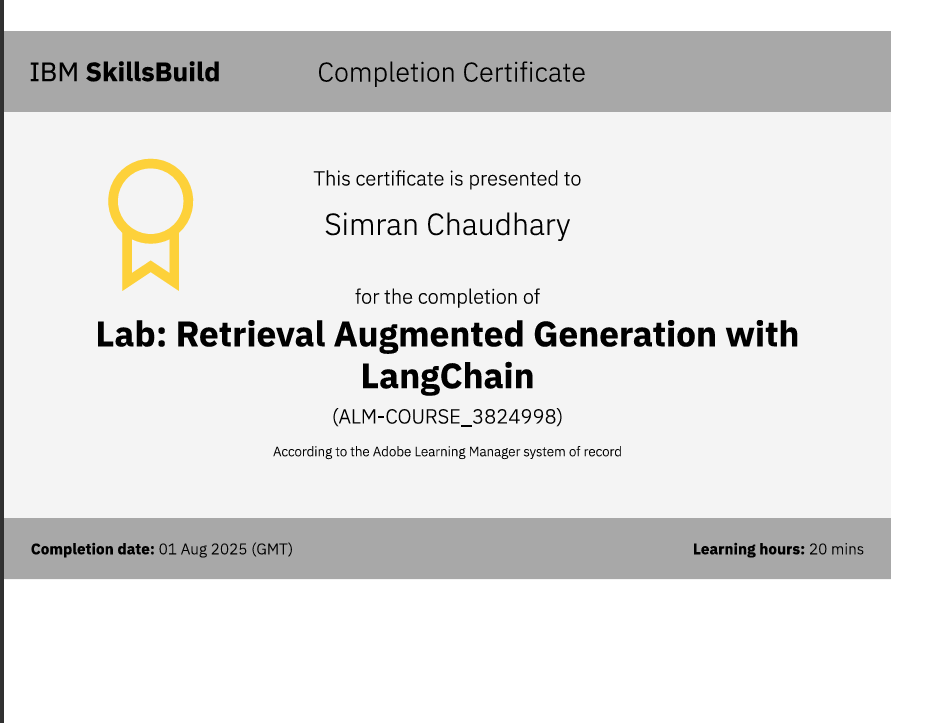 IBM SkillsBuild
Completion Certificate
This certificate is presented to
Simran Chaudhary
for the completion of
Lab: Retrieval Augmented Generation with
LangChain
(ALM-COURSE_3824998)
According to the Adobe Learning Manager system of record
Completion date: 01 Aug 2025 (GMT)
Learning hours: 20 mins